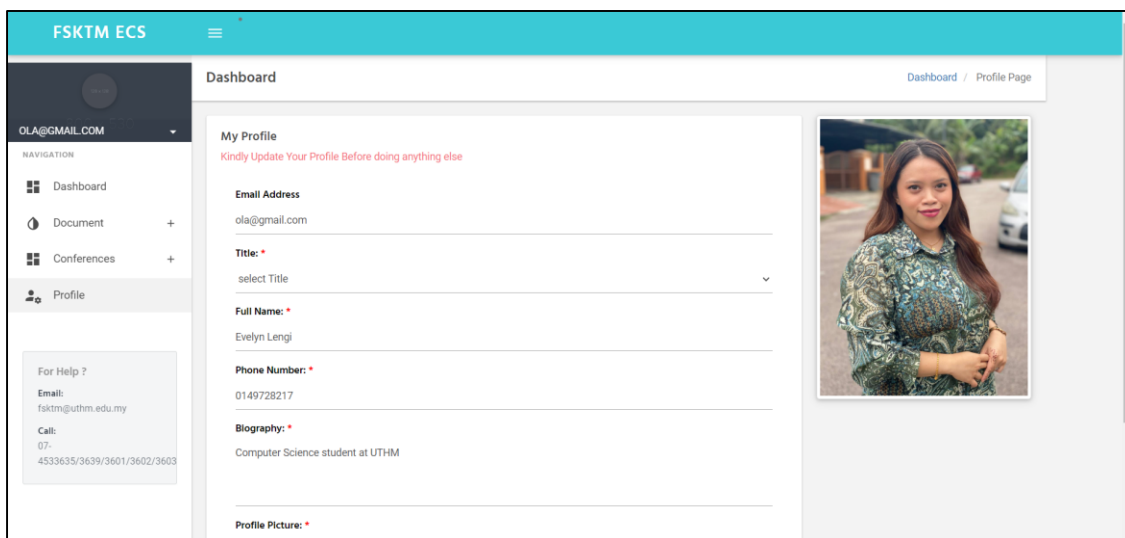 FSKTM ECS
Dashboard
Dashboard / Profile Page
OLA@GMAIL.COM
NAVIGATION
Dashboard
Document +
Conferences +
Profile
For Help ?
Email:
fsktm@uthm.edu.my
Call:
07-
4533635/3639/3601/3602/3603
My Profile
Kindly Update Your Profile Before doing anything else
Email Address
ola@gmail.com
Title: *
select Title
Full Name: *
Evelyn Lengi
Phone Number: *
0149728217
Biography: *
Computer Science student at UTHM
Profile Picture: *